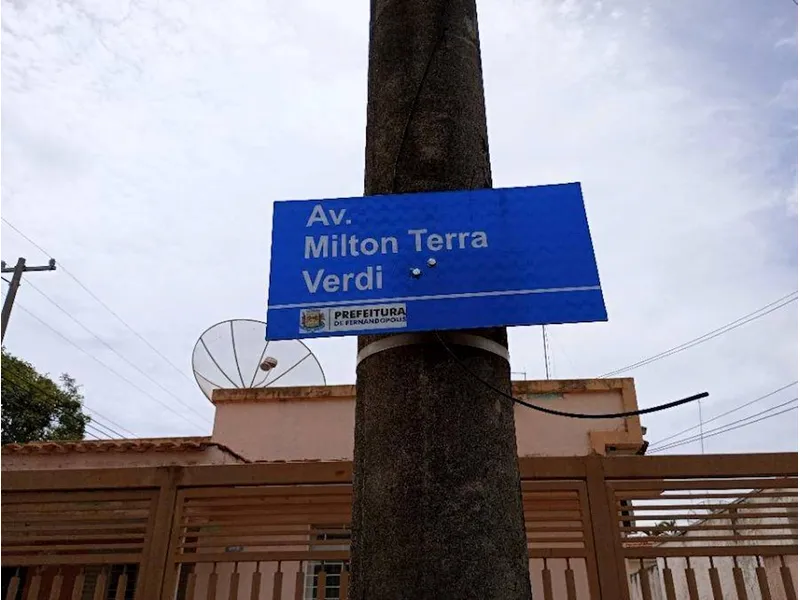 Av.
Milton Terra
Verdi
PREFEITURA
DE FERNANDÓPOLIS